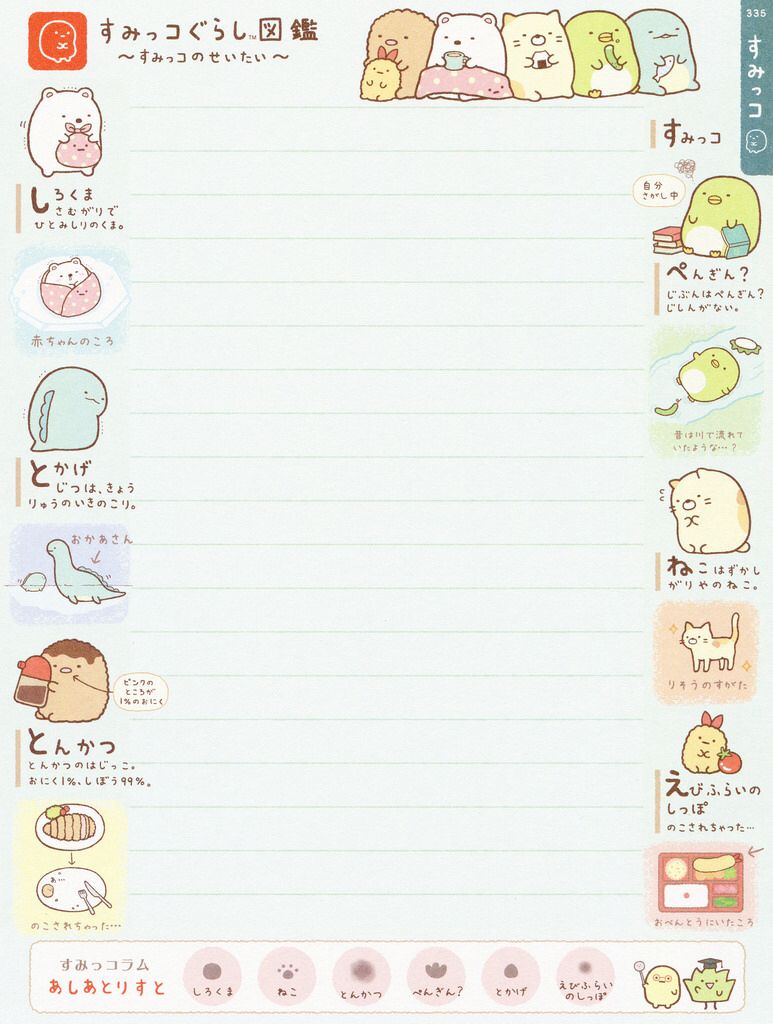 すみっコぐらし™図鑑
～すみっコのせいたい～
335
すみっコ
しろくま
さむがりで
ひとみしりのくま。
赤ちゃんのころ
とかげ
じつは、きょう
りゅうのいきのこり。
おかあさん
ピンクの
ところが
1%のおにく
とんかつ
とんかつのはじっこ。
おにく1%、しぼう99%。
あ…
のこされちゃった…
すみっコ
自分
さがし中
ぺんぎん?
じぶんはぺんぎん?
じしんがない。
昔は川で流れて
いたような…?
ねこはずかし
がりやのねこ。
りそうのすがた
えびふらいの
しっぽ
のこされちゃった…
おべんとうにいたころ
すみっコラム
あしあとりすと
しろくま
ねこ
とんかつ
ぺんぎん?
とかげ
えびふらい
のしっぽ